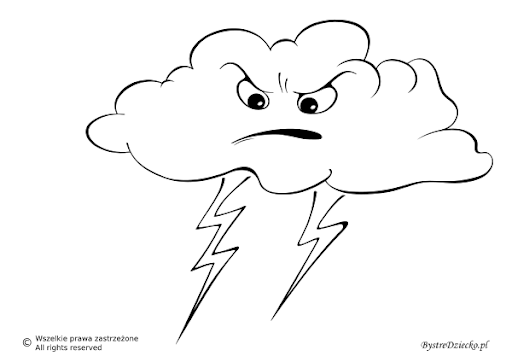 © Wszelkie prawa zastrzeżone
All rights reserved
BystreDziecko.pl